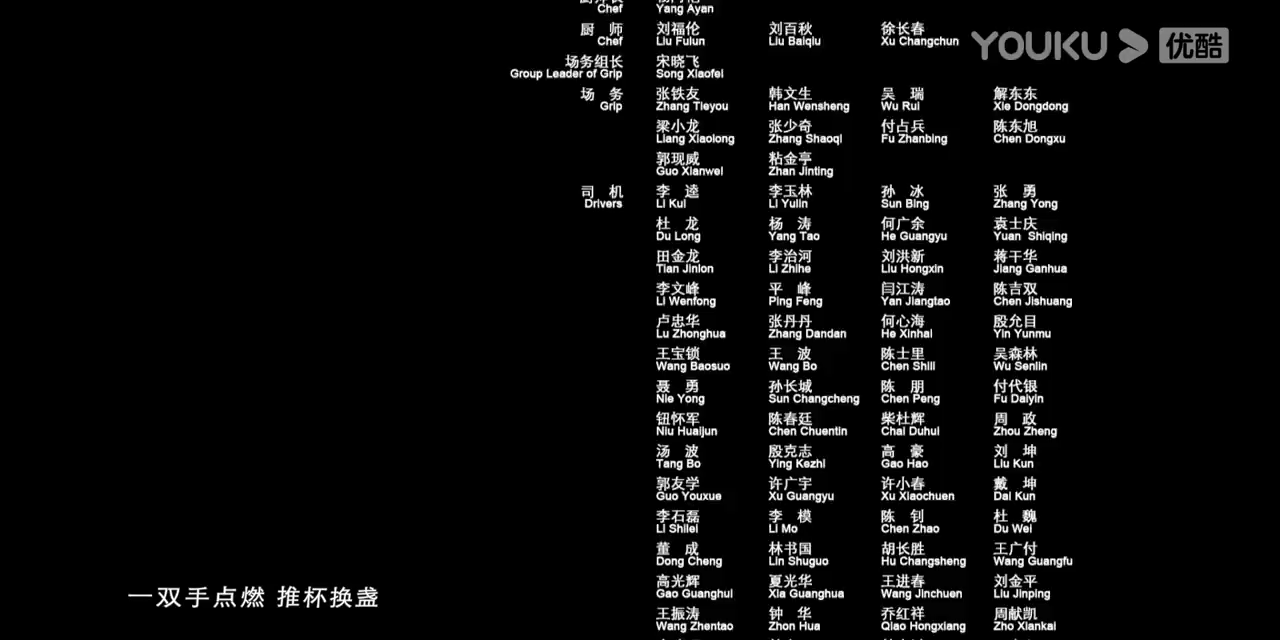 Chef Yang Ayan
厨 师 刘福伦 刘百秋 徐长春
Chef Liu Fulun Liu Baiqiu Xu Changchun
YOUKU 优酷
场务组长 宋晓飞
Group Leader of Grip Song Xiaofei
场 务 张铁友 韩文生 吴 瑞 解东东
Grip Zhang Tieyou Han Wensheng Wu Rui Xie Dongdong
梁小龙 张少奇 付占兵 陈东旭
Liang Xiaolong Zhang Shaoqi Fu Zhanbing Chen Dongxu
郭现威 粘金亭
Guo Xianwei Zhan Jinting
司 机 李 逵 李玉林 孙 冰 张 勇
Drivers Li Kui Li Yulin Sun Bing Zhang Yong
杜 龙 杨 涛 何广余 袁士庆
Du Long Yang Tao He Guangyu Yuan Shiqing
田金龙 李治河 刘洪新 蒋干华
Tian Jinlon Li Zhihe Liu Hongxin Jiang Ganhua
李文峰 平 峰 闫江涛 陈吉双
Li Wenfong Ping Feng Yan Jiangtao Chen Jishuang
卢忠华 张丹丹 何心海 殷允目
Lu Zhonghua Zhang Dandan He Xinhai Yin Yunmu
王宝锁 王 波 陈士里 吴森林
Wang Baosuo Wang Bo Chen Shili Wu Senlin
聂 勇 孙长城 陈 朋 付代银
Nie Yong Sun Changcheng Chen Peng Fu Daiyin
钮怀军 陈春廷 柴杜辉 周 政
Niu Huaijun Chen Chuentin Chai Duhui Zhou Zheng
汤 波 殷克志 高 豪 刘 坤
Tang Bo Ying Kezhi Gao Hao Liu Kun
郭友学 许广宇 许小春 戴 坤
Guo Youxue Xu Guangyu Xu Xiaochuen Dai Kun
李石磊 李 模 陈 钊 杜 魏
Li Shilei Li Mo Chen Zhao Du Wei
董 成 林书国 胡长胜 王广付
Dong Cheng Lin Shuguo Hu Changsheng Wang Guangfu
高光辉 夏光华 王进春 刘金平
Gao Guanghui Xia Guanghua Wang Jinchuen Liu Jinping
一双手点燃 推杯换盏
王振涛 钟 华 乔红祥 周献凯
Wang Zhentao Zhon Hua Qiao Hongxiang Zho Xiankai